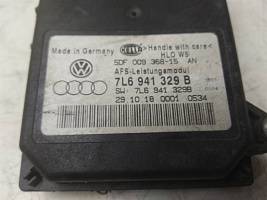 Made in Germany >Handle with care<
HLO WS
5DF 009 368-15 AN
AFS-Leistungsmodul
7L6 941 329 B
SW: 7L6 941 329B
29.10.18 0001 0534